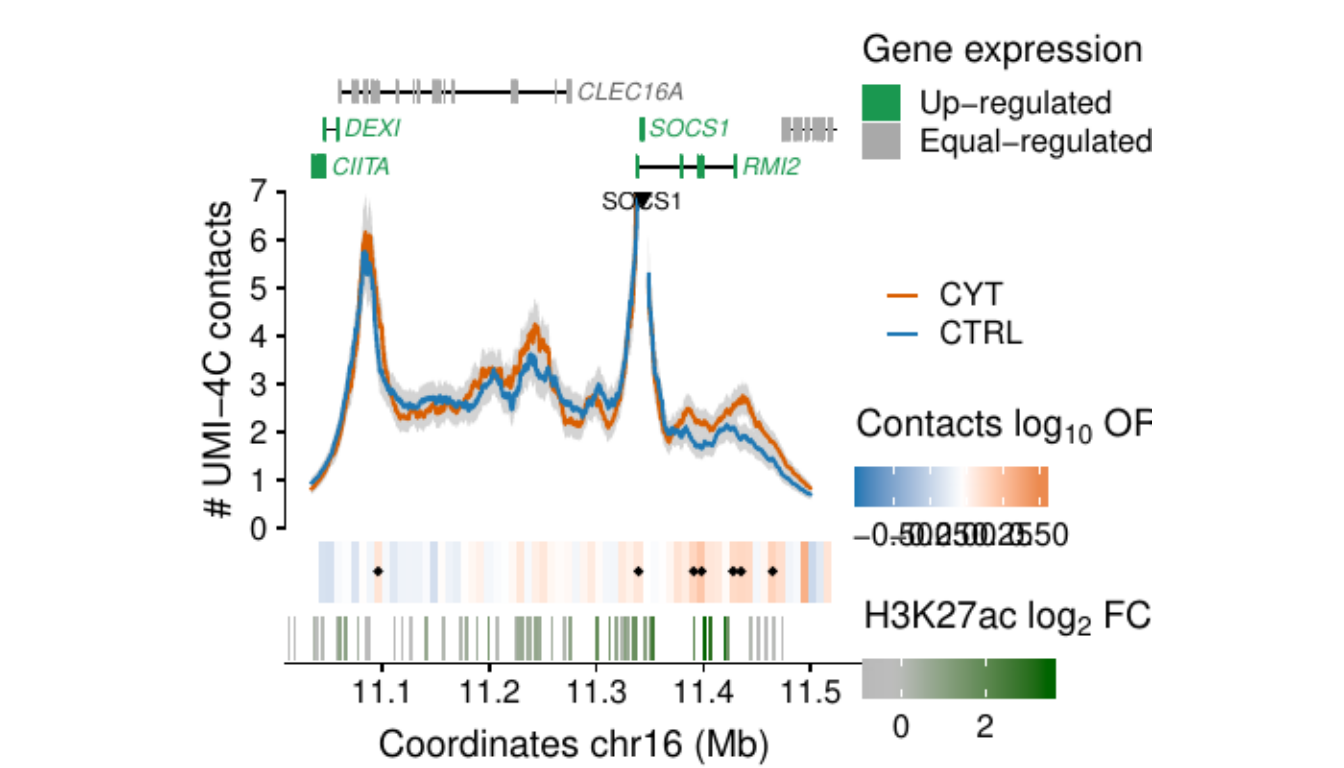 Gene expression
CLEC16A
Up−regulated
DEXI
SOCS1
Equal−regulated
CIITA
RMI2
7
SOCS1
# UMI−4C contacts
6
5
CYT
4
CTRL
3
2
Contacts log10 OR
1
0
H3K27ac log2 FC
11.1 11.2 11.3 11.4 11.5
0 2
Coordinates chr16 (Mb)